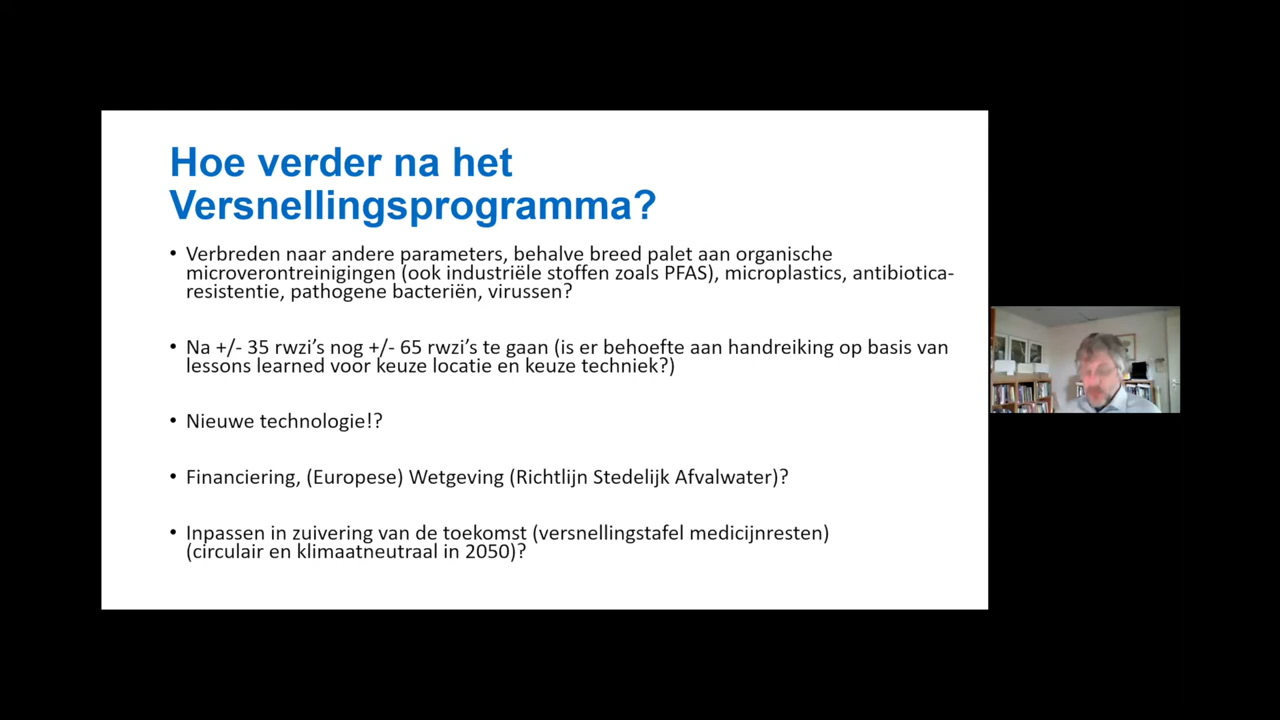 Hoe verder na het
Versnellingsprogramma?
• Verbreden naar andere parameters, behalve breed palet aan organische
microverontreinigingen (ook industriële stoffen zoals PFAS), microplastics, antibiotica-
resistentie, pathogene bacteriën, virussen?
• Na +/- 35 rwzi’s nog +/- 65 rwzi’s te gaan (is er behoefte aan handreiking op basis van
lessons learned voor keuze locatie en keuze techniek?)
• Nieuwe technologie!?
• Financiering, (Europese) Wetgeving (Richtlijn Stedelijk Afvalwater)?
• Inpassen in zuivering van de toekomst (versnellingstafel medicijnresten)
(circulair en klimaatneutraal in 2050)?